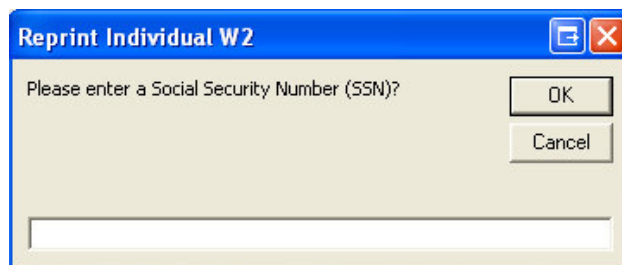 Reprint Individual W2
Please enter a Social Security Number (SSN)?
OK
Cancel